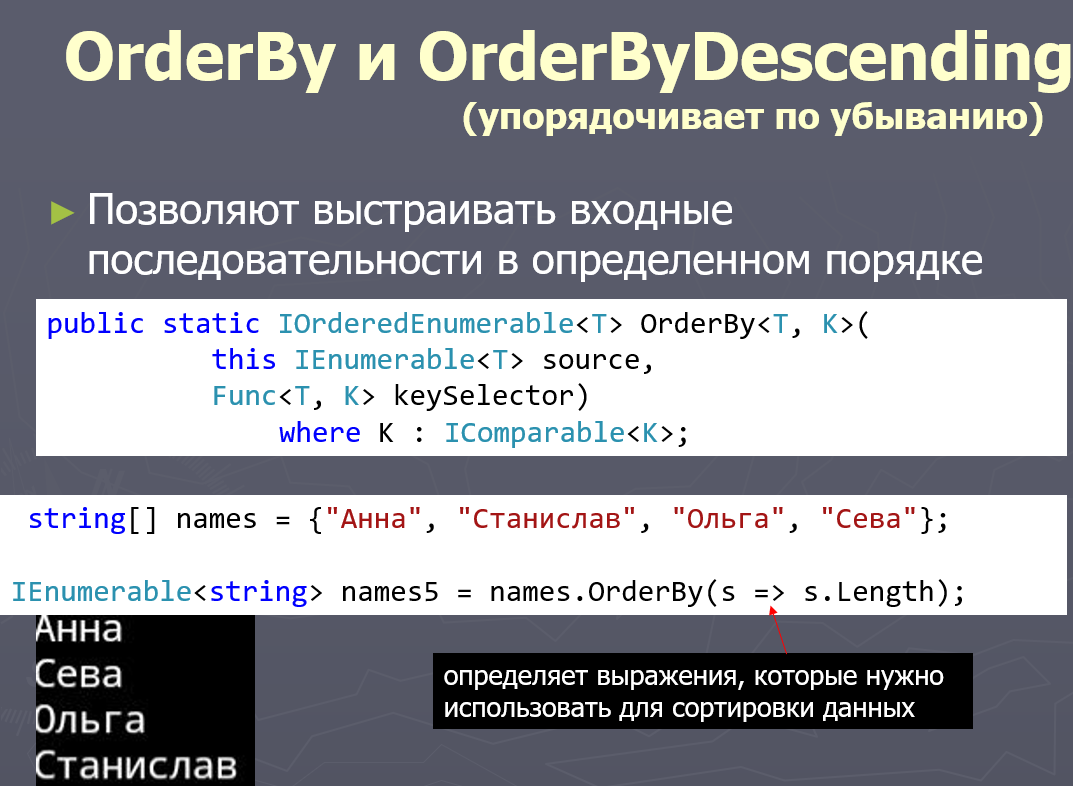 OrderBy и OrderByDescending
(упорядочивает по убыванию)
► Позволяют выстраивать входные
последовательности в определенном порядке
public static IOrderedEnumerable<T> OrderBy<T, K>(
this IEnumerable<T> source,
Func<T, K> keySelector)
where K : IComparable<K>;
string[] names = {"Анна", "Станислав", "Ольга", "Сева"};
IEnumerable<string> names5 = names.OrderBy(s => s.Length);
Анна
Сева
Ольга
Станислав
определяет выражения, которые нужно
использовать для сортировки данных